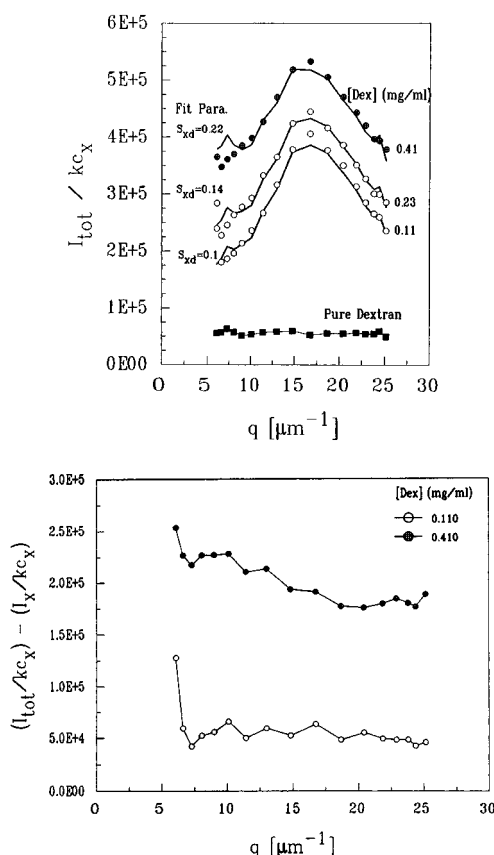 6E+5
5E+5
4E+5
3E+5
2E+5
1E+5
0E00
I_tot / kc_X
Fit Para.
S_xd=0.22
S_xd=0.14
S_xd=0.1
[Dex] (mg/ml)
0.41
0.23
0.11
Pure Dextran
0 5 10 15 20 25 30
q [μm⁻¹]
3.0E+5
2.5E+5
2.0E+5
1.5E+5
1.0E+5
5.0E+4
0.0E00
(I_tot/kc_X) − (I_X/kc_X)
[Dex] (mg/ml)
0.110
0.410
0 5 10 15 20 25 30
q [μm⁻¹]